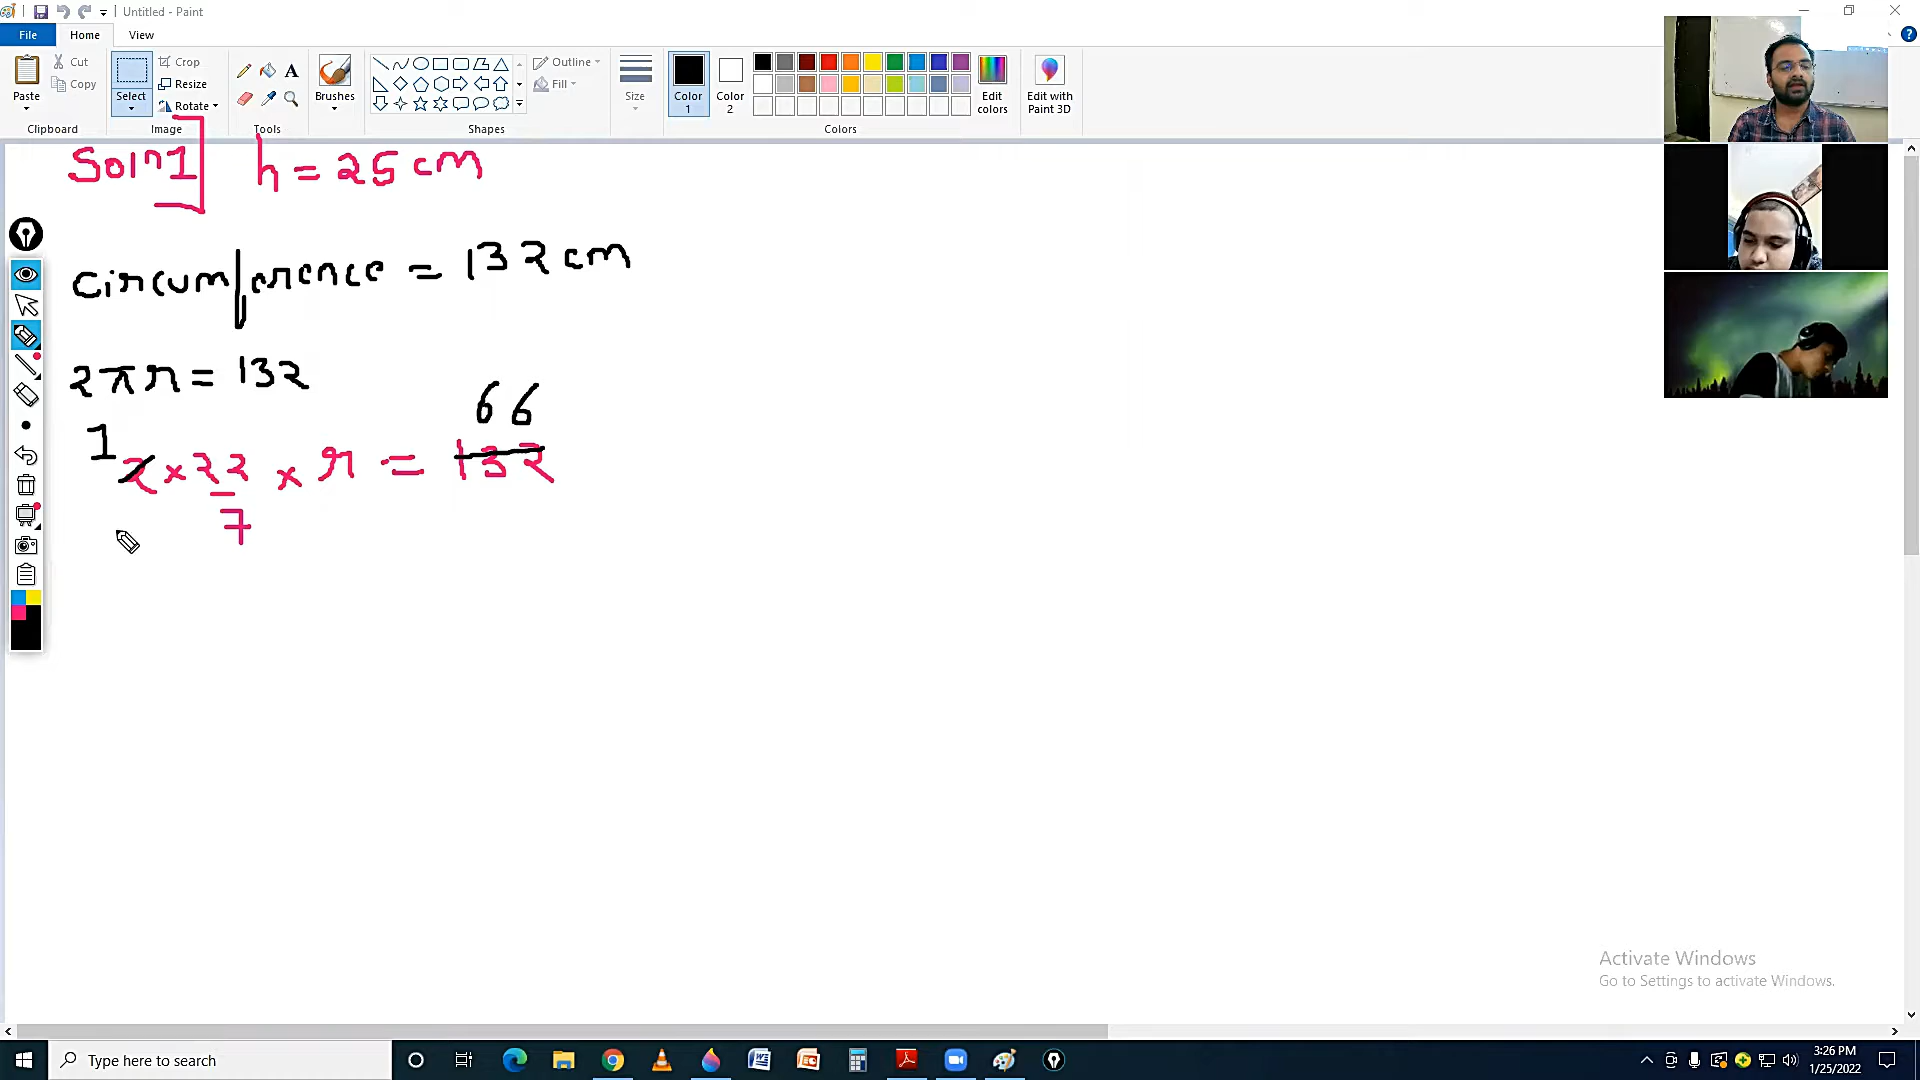 Untitled - Paint
File Home View
Paste
Cut
Copy
Clipboard
Select
Crop
Resize
Rotate
Image
Tools
Brushes
Shapes
Outline
Fill
Size
Color 1
Color 2
Colors
Edit colors
Edit with Paint 3D
Soln1] h = 25 cm
circumference = 132 cm
2πr = 132
66
1
2 × 22 × r = 132
7
Activate Windows
Go to Settings to activate Windows.
Type here to search
3:26 PM
1/25/2022